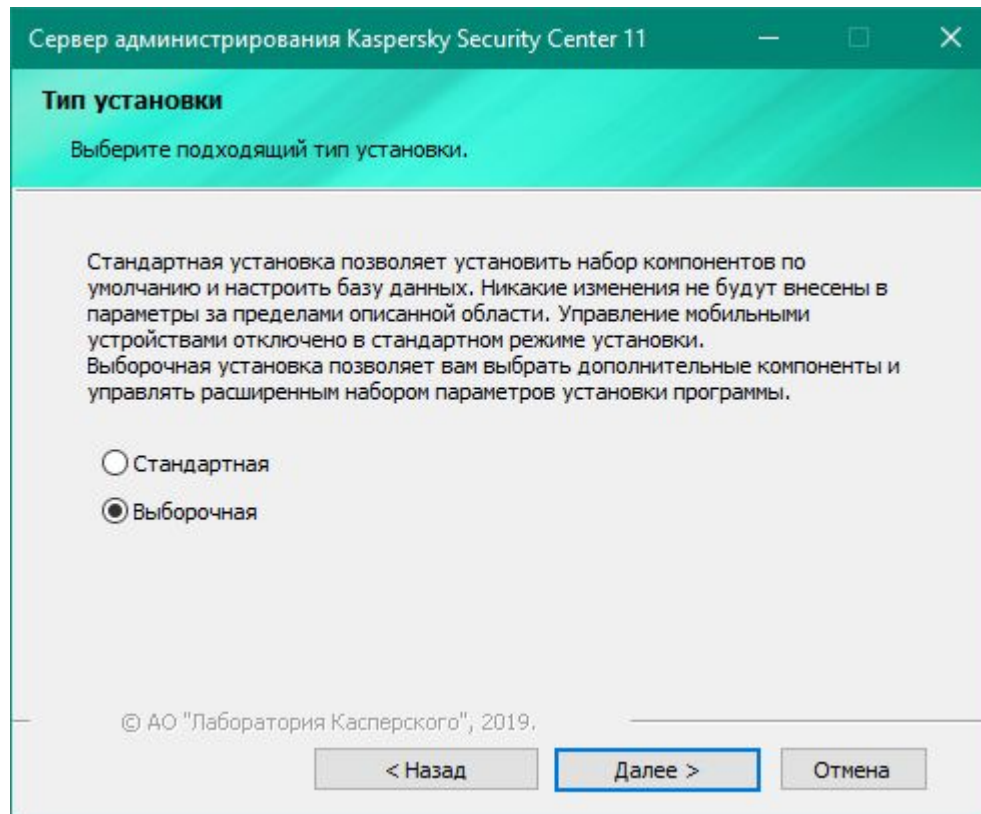 Сервер администрирования Kaspersky Security Center 11
Тип установки
Выберите подходящий тип установки.
Стандартная установка позволяет установить набор компонентов по
умолчанию и настроить базу данных. Никакие изменения не будут внесены в
параметры за пределами описанной области. Управление мобильными
устройствами отключено в стандартном режиме установки.
Выборочная установка позволяет вам выбрать дополнительные компоненты и
управлять расширенным набором параметров установки программы.
Стандартная
Выборочная
© АО "Лаборатория Касперского", 2019.
< Назад Далее > Отмена